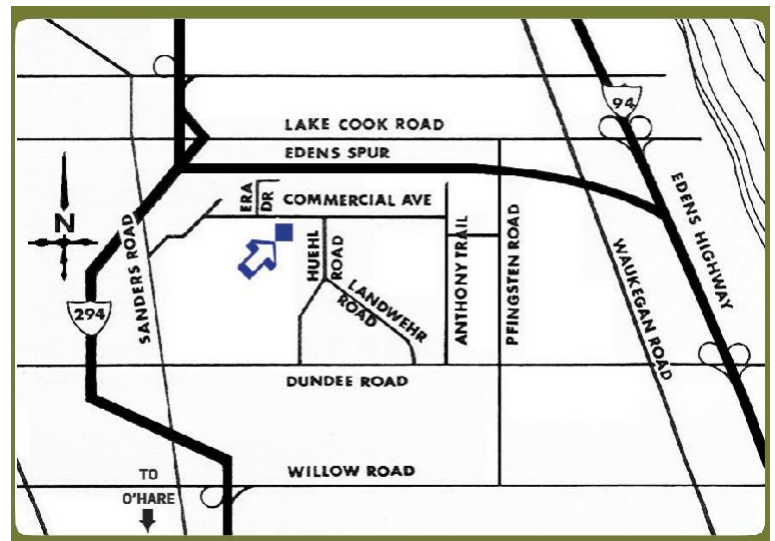 94
LAKE COOK ROAD
EDENS SPUR
ERA
DR
COMMERCIAL AVE
N
SANDERS ROAD
HUEHL
ROAD
LANDWEHR
ROAD
ANTHONY TRAIL
PFINGSTEN ROAD
WAUKEGAN ROAD
EDENS HIGHWAY
294
DUNDEE ROAD
WILLOW ROAD
TO
O'HARE